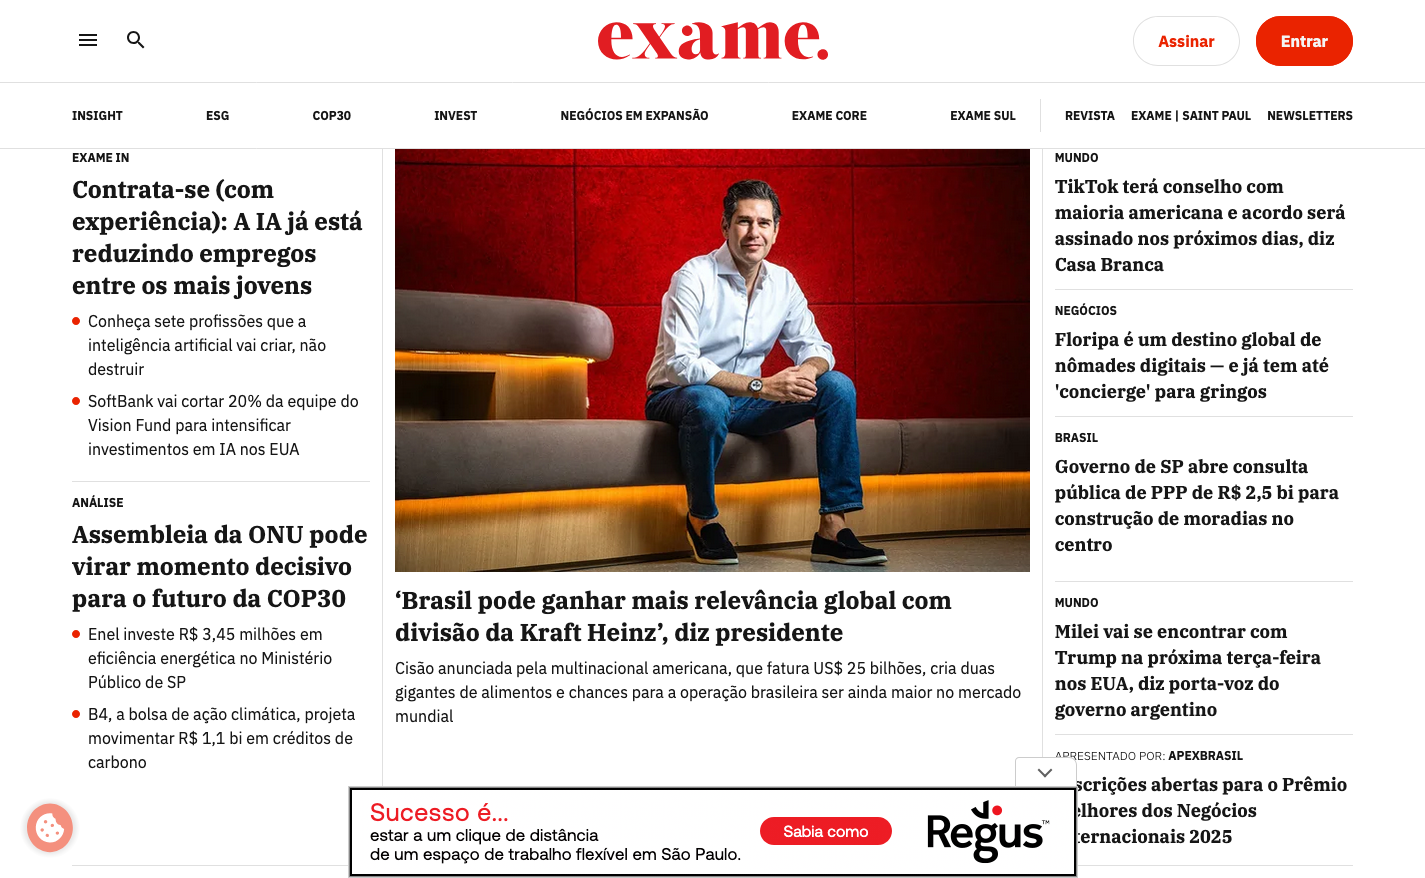 exame.
Assinar
Entrar
INSIGHT
ESG
COP30
INVEST
NEGÓCIOS EM EXPANSÃO
EXAME CORE
EXAME SUL
REVISTA
EXAME | SAINT PAUL
NEWSLETTERS
EXAME IN
Contrata-se (com
experiência): A IA já está
reduzindo empregos
entre os mais jovens
Conheça sete profissões que a
inteligência artificial vai criar, não
destruir
SoftBank vai cortar 20% da equipe do
Vision Fund para intensificar
investimentos em IA nos EUA
ANÁLISE
Assembleia da ONU pode
virar momento decisivo
para o futuro da COP30
Enel investe R$ 3,45 milhões em
eficiência energética no Ministério
Público de SP
B4, a bolsa de ação climática, projeta
movimentar R$ 1,1 bi em créditos de
carbono
‘Brasil pode ganhar mais relevância global com
divisão da Kraft Heinz’, diz presidente
Cisão anunciada pela multinacional americana, que fatura US$ 25 bilhões, cria duas
gigantes de alimentos e chances para a operação brasileira ser ainda maior no mercado
mundial
MUNDO
TikTok terá conselho com
maioria americana e acordo será
assinado nos próximos dias, diz
Casa Branca
NEGÓCIOS
Floripa é um destino global de
nômades digitais — e já tem até
'concierge' para gringos
BRASIL
Governo de SP abre consulta
pública de PPP de R$ 2,5 bi para
construção de moradias no
centro
MUNDO
Milei vai se encontrar com
Trump na próxima terça-feira
nos EUA, diz porta-voz do
governo argentino
APRESENTADO POR: APEXBRASIL
abertas para o Prêmio
dos Negócios
2025
Sucesso é...
estar a um clique de distância
de um espaço de trabalho flexível em São Paulo.
Saiba como
Regus™